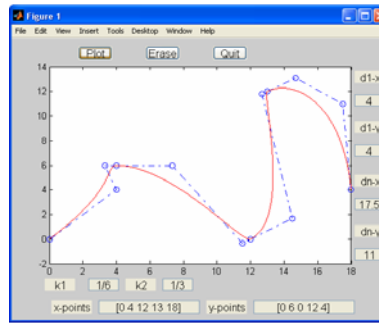 Figure 1
File Edit View Insert Tools Desktop Window Help
Plot Erase Quit
14
12
10
8
6
4
2
0
-2
0 2 4 6 8 10 12 14 16 18
d1-x
4
d1-y
4
dn-x
17.5
dn-y
11
k1 1/6 k2 1/3
x-points [0 4 12 13 18] y-points [0 6 0 12 4]